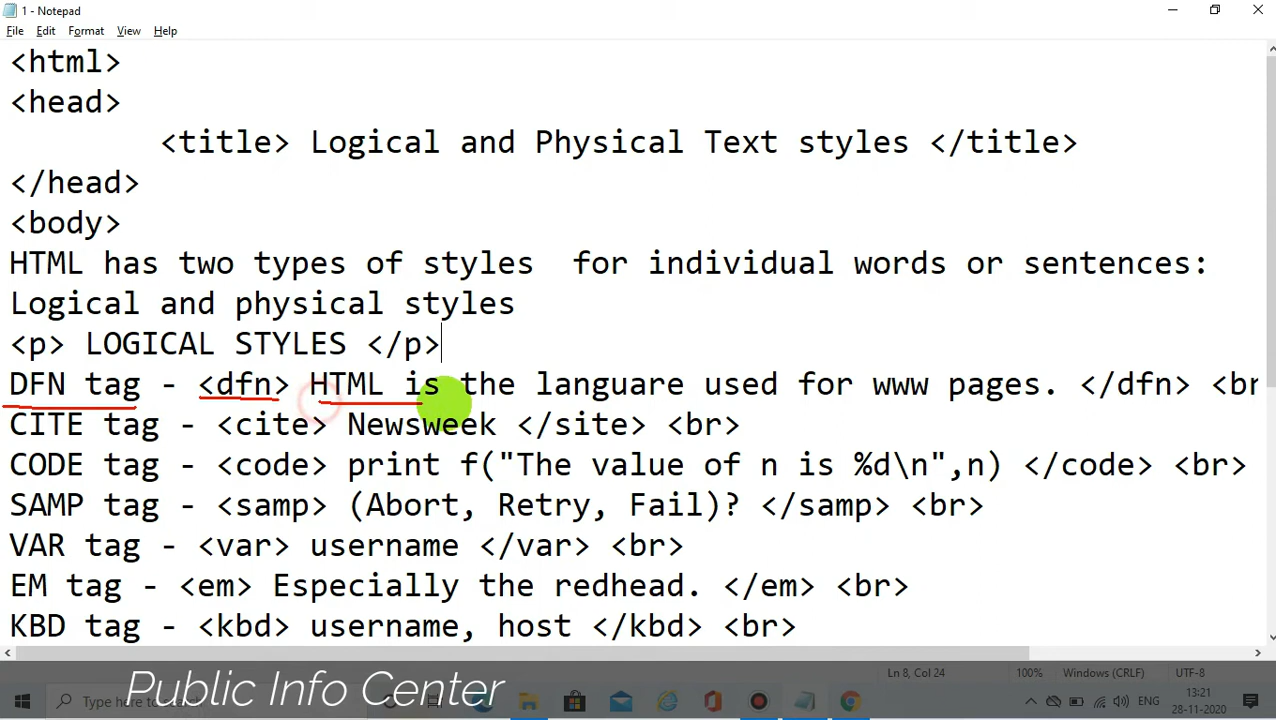 1 - Notepad
File Edit Format View Help
<html>
<head>
<title> Logical and Physical Text styles </title>
</head>
<body>
HTML has two types of styles  for individual words or sentences:
Logical and physical styles
<p> LOGICAL STYLES </p>
DFN tag - <dfn> HTML is the languare used for www pages. </dfn> <br
CITE tag - <cite> Newsweek </site> <br>
CODE tag - <code> print f("The value of n is %d\n",n) </code> <br>
SAMP tag - <samp> (Abort, Retry, Fail)? </samp> <br>
VAR tag - <var> username </var> <br>
EM tag - <em> Especially the redhead. </em> <br>
KBD tag - <kbd> username, host </kbd> <br>
Ln 8, Col 24 100% Windows (CRLF) UTF-8
Public Info Center
Type here to search
ENG 13:21
28-11-2020